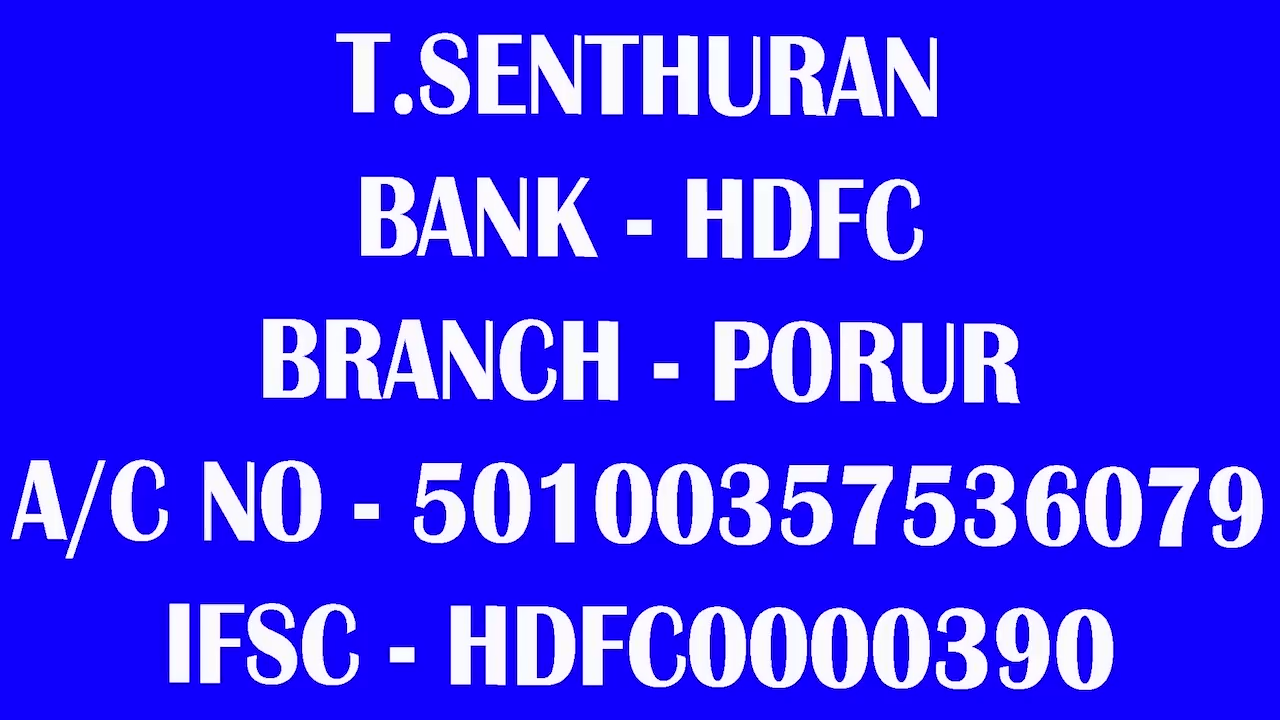 T.SENTHURAN
BANK - HDFC
BRANCH - PORUR
A/C NO - 50100357536079
IFSC - HDFC0000390